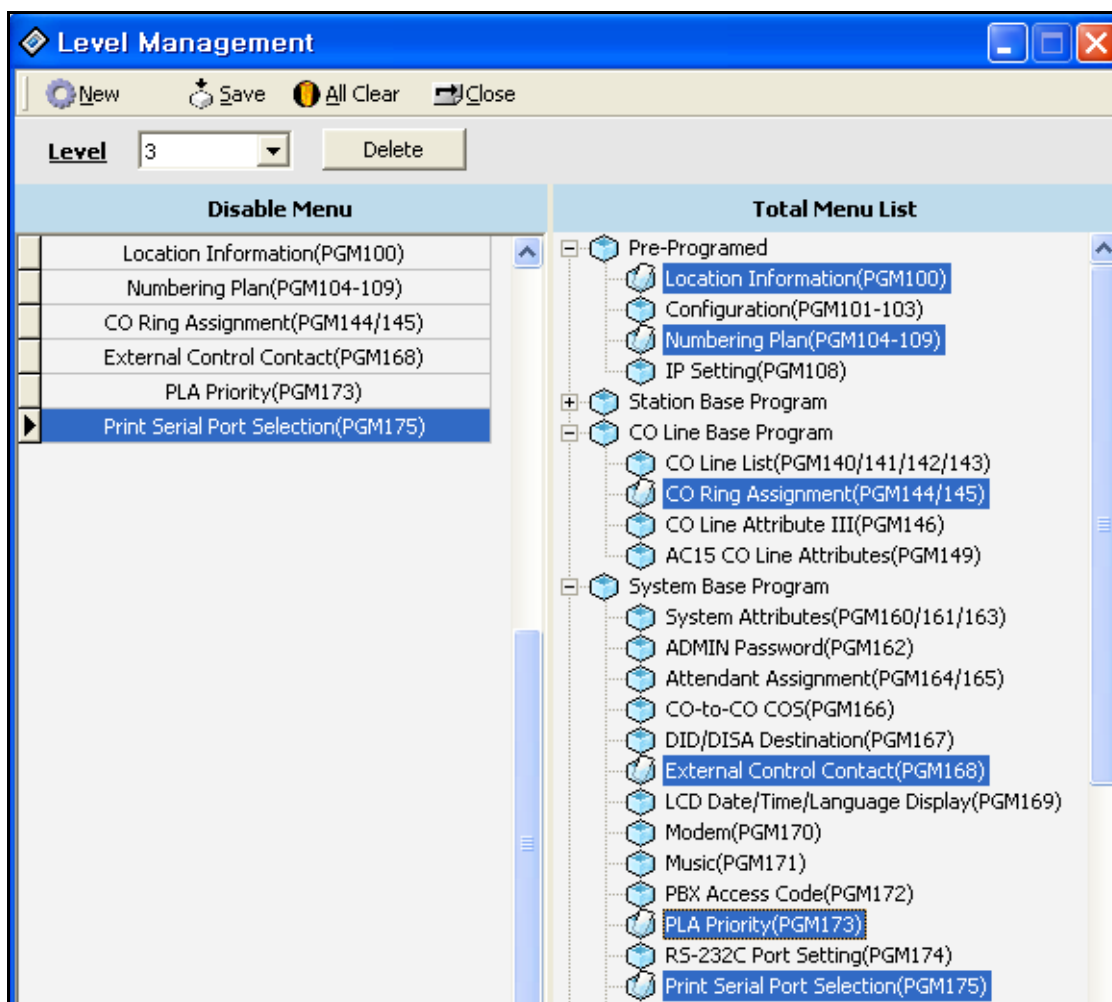 Level Management
New Save All Clear Close
Level 3 Delete
Disable Menu
Location Information(PGM100)
Numbering Plan(PGM104-109)
CO Ring Assignment(PGM144/145)
External Control Contact(PGM168)
PLA Priority(PGM173)
Print Serial Port Selection(PGM175)
Total Menu List
Pre-Programed
Location Information(PGM100)
Configuration(PGM101-103)
Numbering Plan(PGM104-109)
IP Setting(PGM108)
Station Base Program
CO Line Base Program
CO Line List(PGM140/141/142/143)
CO Ring Assignment(PGM144/145)
CO Line Attribute III(PGM146)
AC15 CO Line Attributes(PGM149)
System Base Program
System Attributes(PGM160/161/163)
ADMIN Password(PGM162)
Attendant Assignment(PGM164/165)
CO-to-CO COS(PGM166)
DID/DISA Destination(PGM167)
External Control Contact(PGM168)
LCD Date/Time/Language Display(PGM169)
Modem(PGM170)
Music(PGM171)
PBX Access Code(PGM172)
PLA Priority(PGM173)
RS-232C Port Setting(PGM174)
Print Serial Port Selection(PGM175)